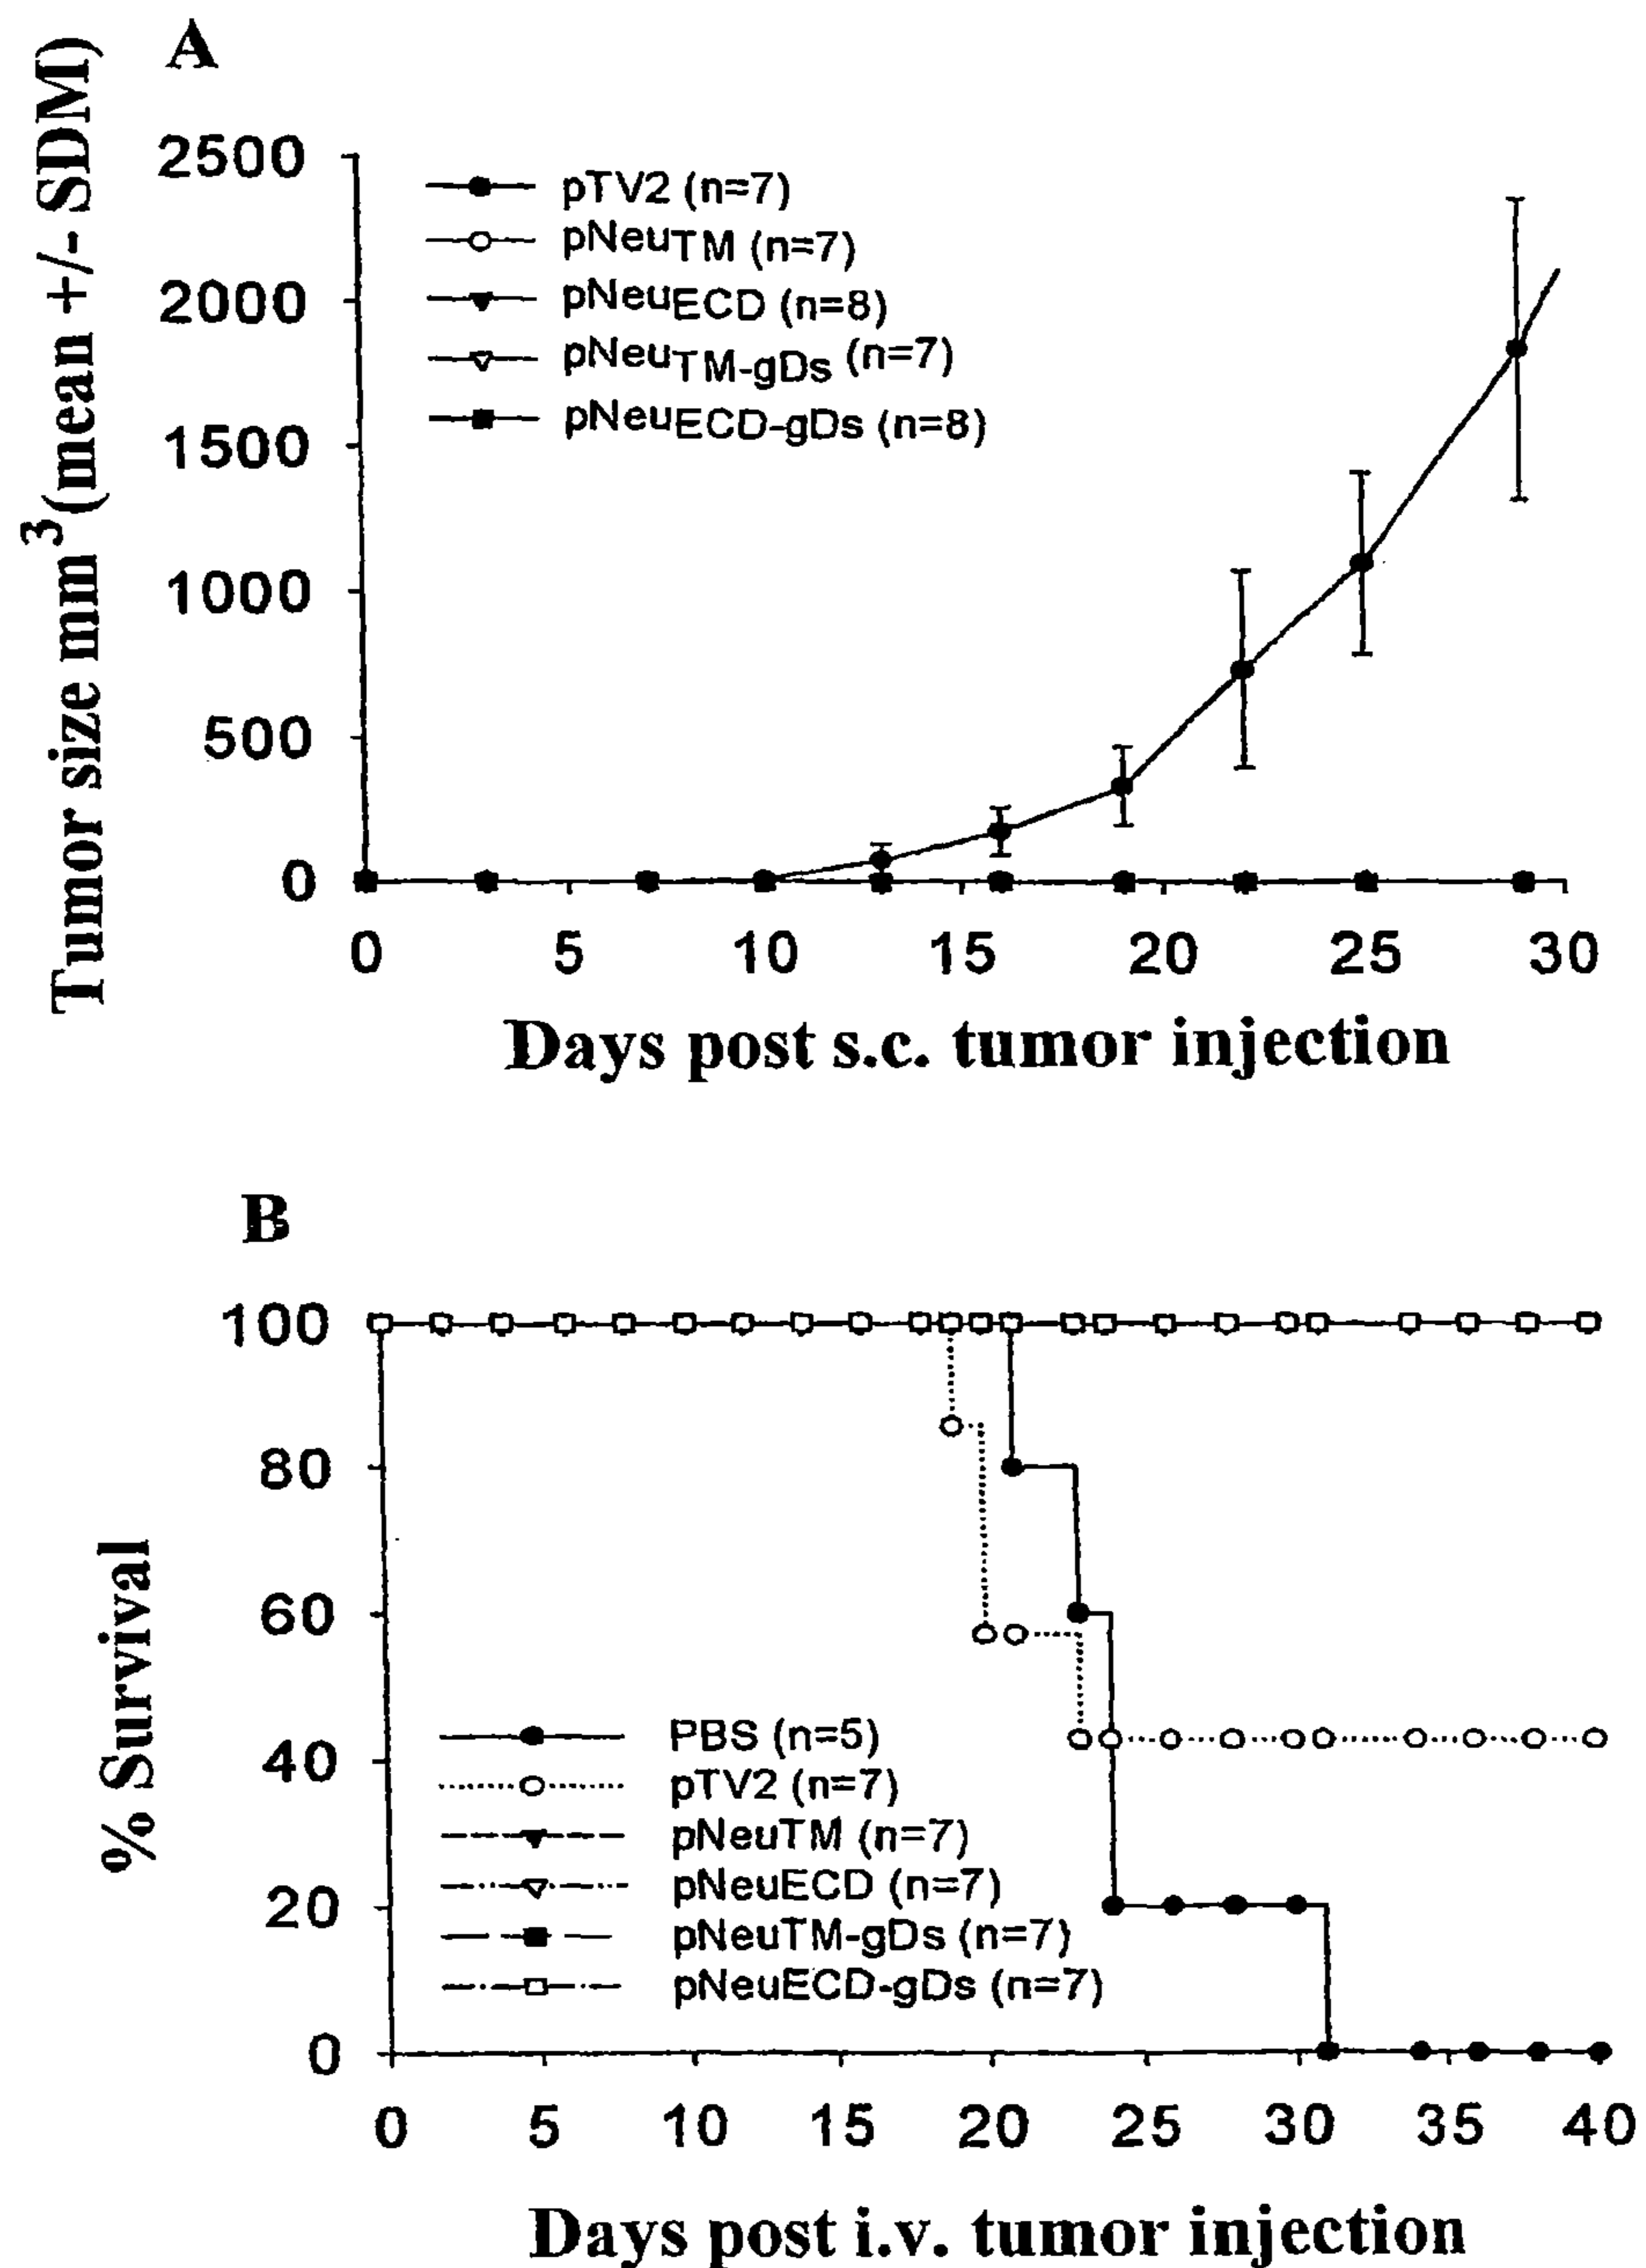 A
Tumor size mm3 (mean +/- SDM)
2500
2000
1500
1000
500
0
pTV2 (n=7)
pNeuTM (n=7)
pNeuECD (n=8)
pNeuTM-gDs (n=7)
pNeuECD-gDs (n=8)
0 5 10 15 20 25 30
Days post s.c. tumor injection
B
% Survival
100
80
60
40
20
0
PBS (n=5)
pTV2 (n=7)
pNeuTM (n=7)
pNeuECD (n=7)
pNeuTM-gDs (n=7)
pNeuECD-gDs (n=7)
0 5 10 15 20 25 30 35 40
Days post i.v. tumor injection